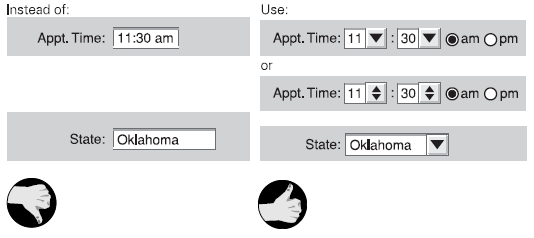 Instead of:
Appt. Time: 11:30 am
State: Oklahoma
Use:
Appt. Time: 11 : 30 am pm
or
Appt. Time: 11 : 30 am pm
State: Oklahoma